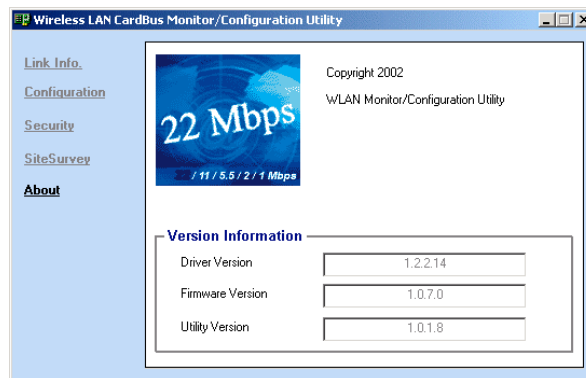 Wireless LAN CardBus Monitor/Configuration Utility
Link Info.
Configuration
Security
SiteSurvey
About
22 Mbps
22 / 11 / 5.5 / 2 / 1 Mbps
Copyright 2002
WLAN Monitor/Configuration Utility
Version Information
Driver Version
1.2.2.14
Firmware Version
1.0.7.0
Utility Version
1.0.1.8